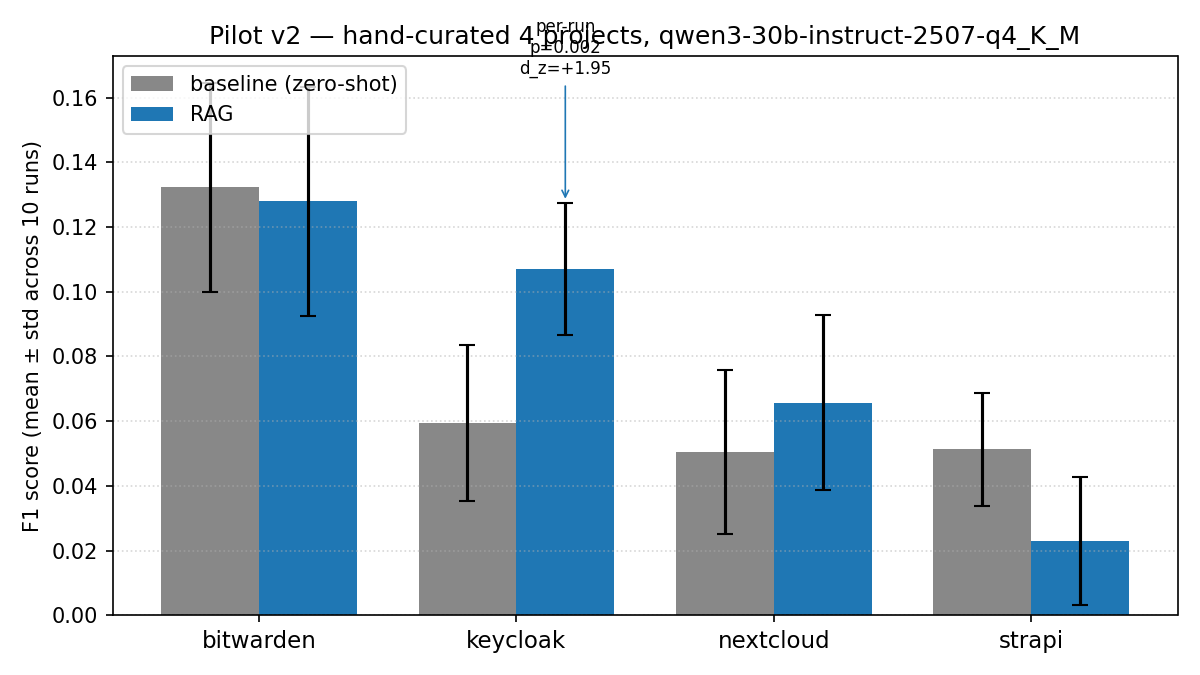 per-run
Pilot v2 — hand-curated 4 projects, qwen3-30b-instruct-2507-q4_K_M
p=0.002
d_z=+1.95
baseline (zero-shot)
RAG
F1 score (mean ± std across 10 runs)
0.16
0.14
0.12
0.10
0.08
0.06
0.04
0.02
0.00
bitwarden
keycloak
nextcloud
strapi